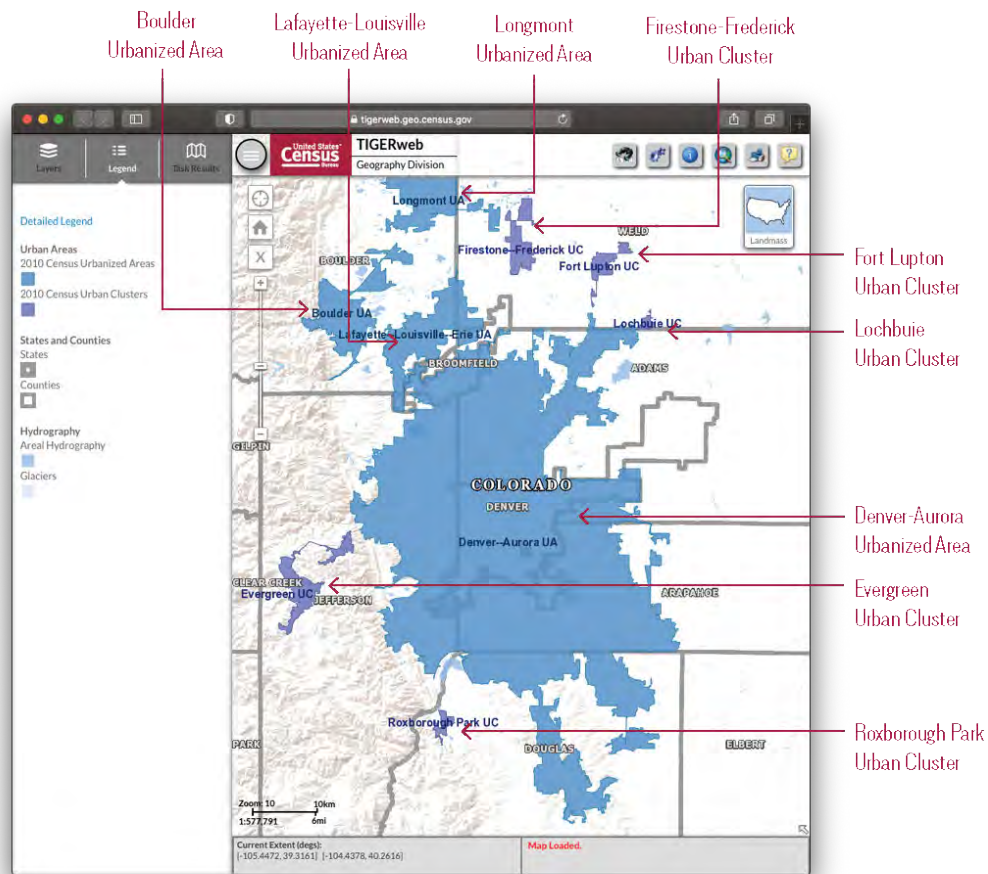 Boulder
Urbanized Area
Lafayette-Louisville
Urbanized Area
Longmont
Urbanized Area
Firestone-Frederick
Urban Cluster
tigerweb.geo.census.gov
Layers
Legend
Task Results
United States®
Census
Bureau
TIGERweb
Geography Division
Detailed Legend
Urban Areas
2010 Census Urbanized Areas
2010 Census Urban Clusters
States and Counties
States
Counties
Hydrography
Areal Hydrography
Glaciers
X
Landmass
Longmont UA
WELD
Firestone--Frederick UC
Fort Lupton UC
BOULDER
Boulder UA
Lochbuie UC
Lafayette--Louisville--Erie UA
BROOMFIELD
ADAMS
GILPIN
COLORADO
DENVER
Denver--Aurora UA
CLEAR CREEK
Evergreen UC
JEFFERSON
ARAPAHOE
Roxborough Park UC
PARK
DOUGLAS
ELBERT
Zoom: 10
10km
1:577,791
6mi
Current Extent (degs):
[-105.4472, 39.3161] [-104.4378, 40.2616]
Map Loaded.
Fort Lupton
Urban Cluster
Lochbuie
Urban Cluster
Denver-Aurora
Urbanized Area
Evergreen
Urban Cluster
Roxborough Park
Urban Cluster